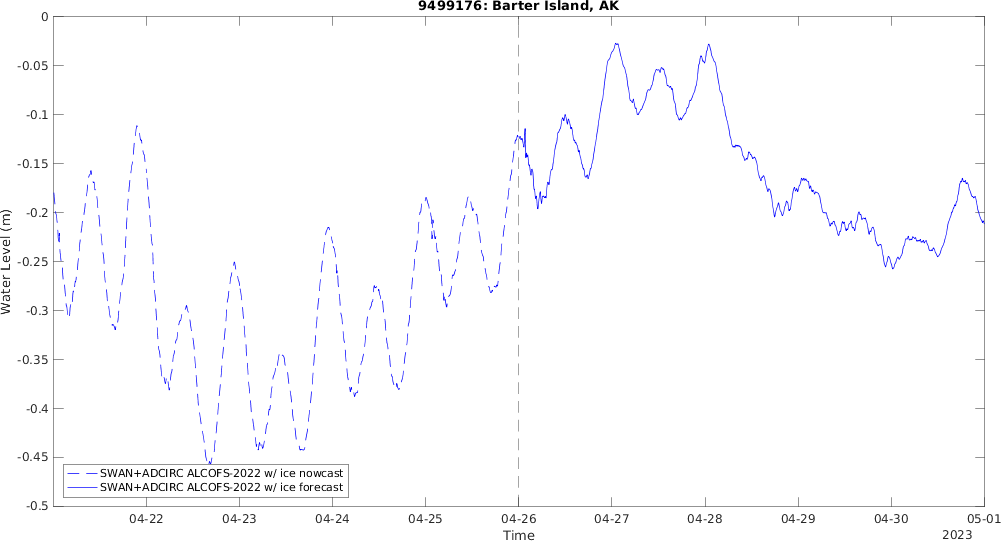 9499176: Barter Island, AK
0
-0.05
-0.1
-0.15
-0.2
-0.25
-0.3
-0.35
-0.4
-0.45
-0.5
Water Level (m)
SWAN+ADCIRC ALCOFS-2022 w/ ice nowcast
SWAN+ADCIRC ALCOFS-2022 w/ ice forecast
04-22 04-23 04-24 04-25 04-26 04-27 04-28 04-29 04-30 05-01
Time
2023